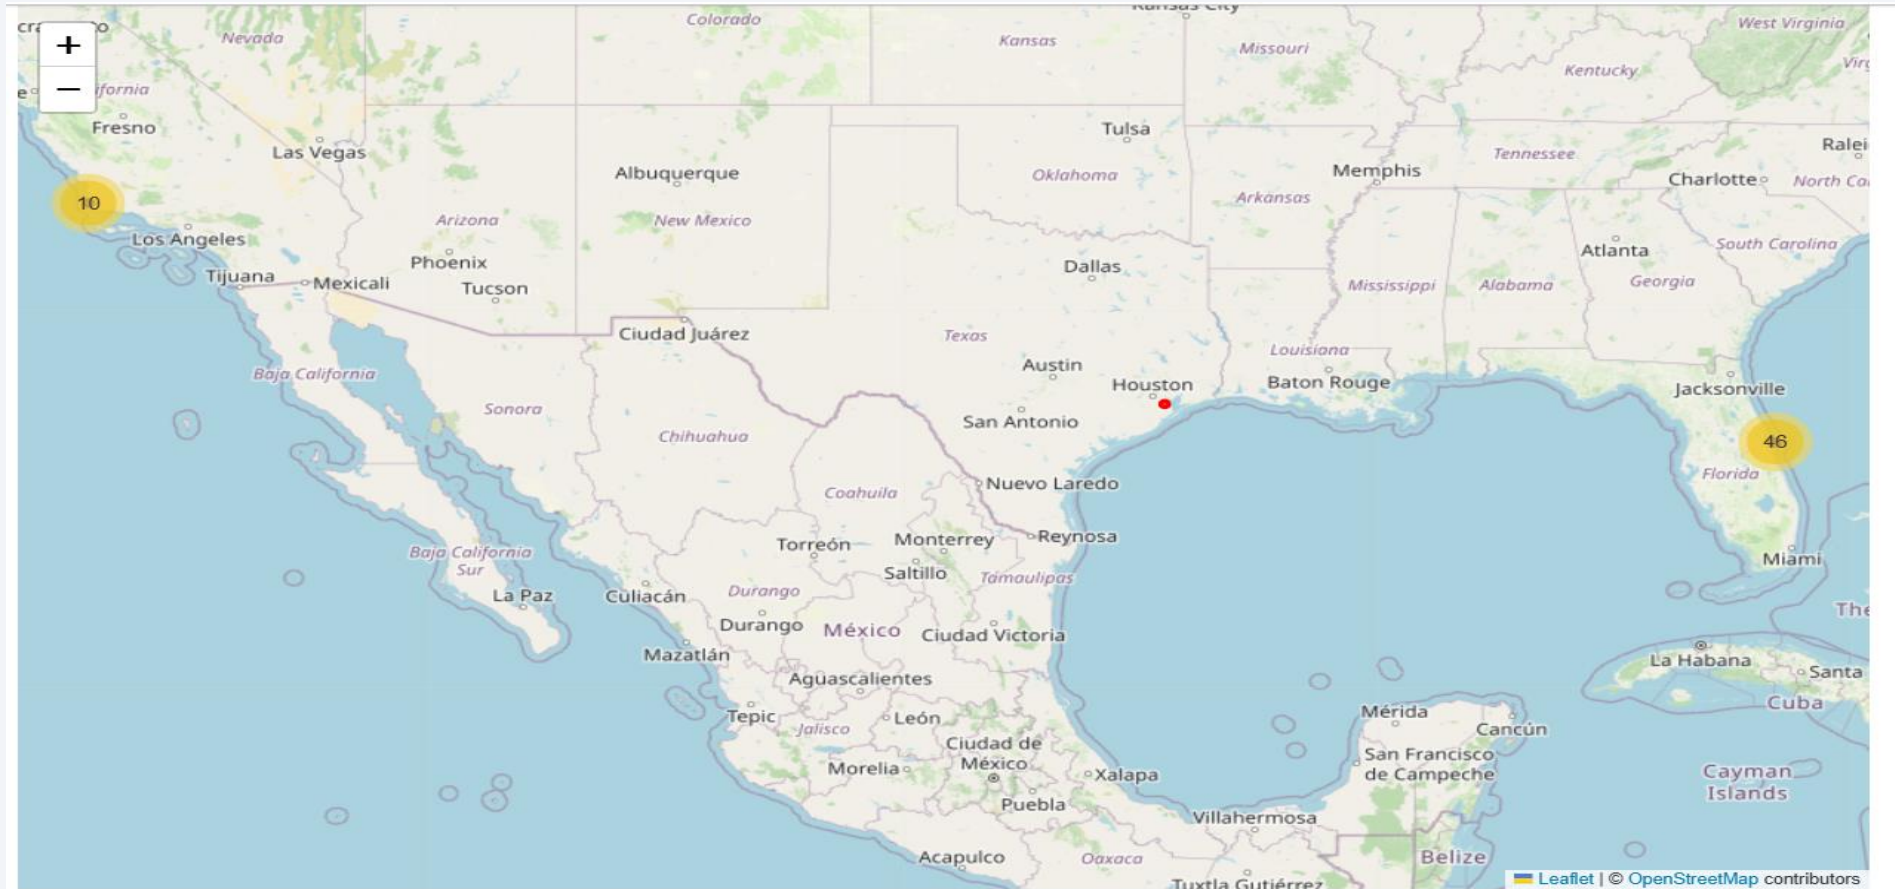 Kansas City
Colorado
West Virginia
+
Nevada
Kansas
Missouri
Kentucky
−
Fresno
Tulsa
Las Vegas
Tennessee
Memphis
Albuquerque
Oklahoma
Charlotte
North Ca
Arkansas
10
Arizona
New Mexico
Los Angeles
South Carolina
Atlanta
Phoenix
Dallas
Tijuana
Mexicali
Tucson
Mississippi
Alabama
Georgia
Ciudad Juárez
Texas
Louisiana
Austin
Baja California
Houston
Baton Rouge
Jacksonville
Sonora
San Antonio
Chihuahua
46
Florida
Nuevo Laredo
Coahuila
Reynosa
Monterrey
Torreón
Baja California
Sur
Miami
Saltillo
Tamaulipas
Durango
La Paz
Culiacán
The
Durango
México
Ciudad Victoria
Mazatlán
La Habana
Santa
Aguascalientes
Cuba
Mérida
Tepic
León
Jalisco
Cancún
Ciudad de
México
San Francisco
de Campeche
Morelia
Xalapa
Cayman
Islands
Puebla
Villahermosa
Acapulco
Oaxaca
Belize
Tuxtla Gutiérrez
Leaflet | © OpenStreetMap contributors